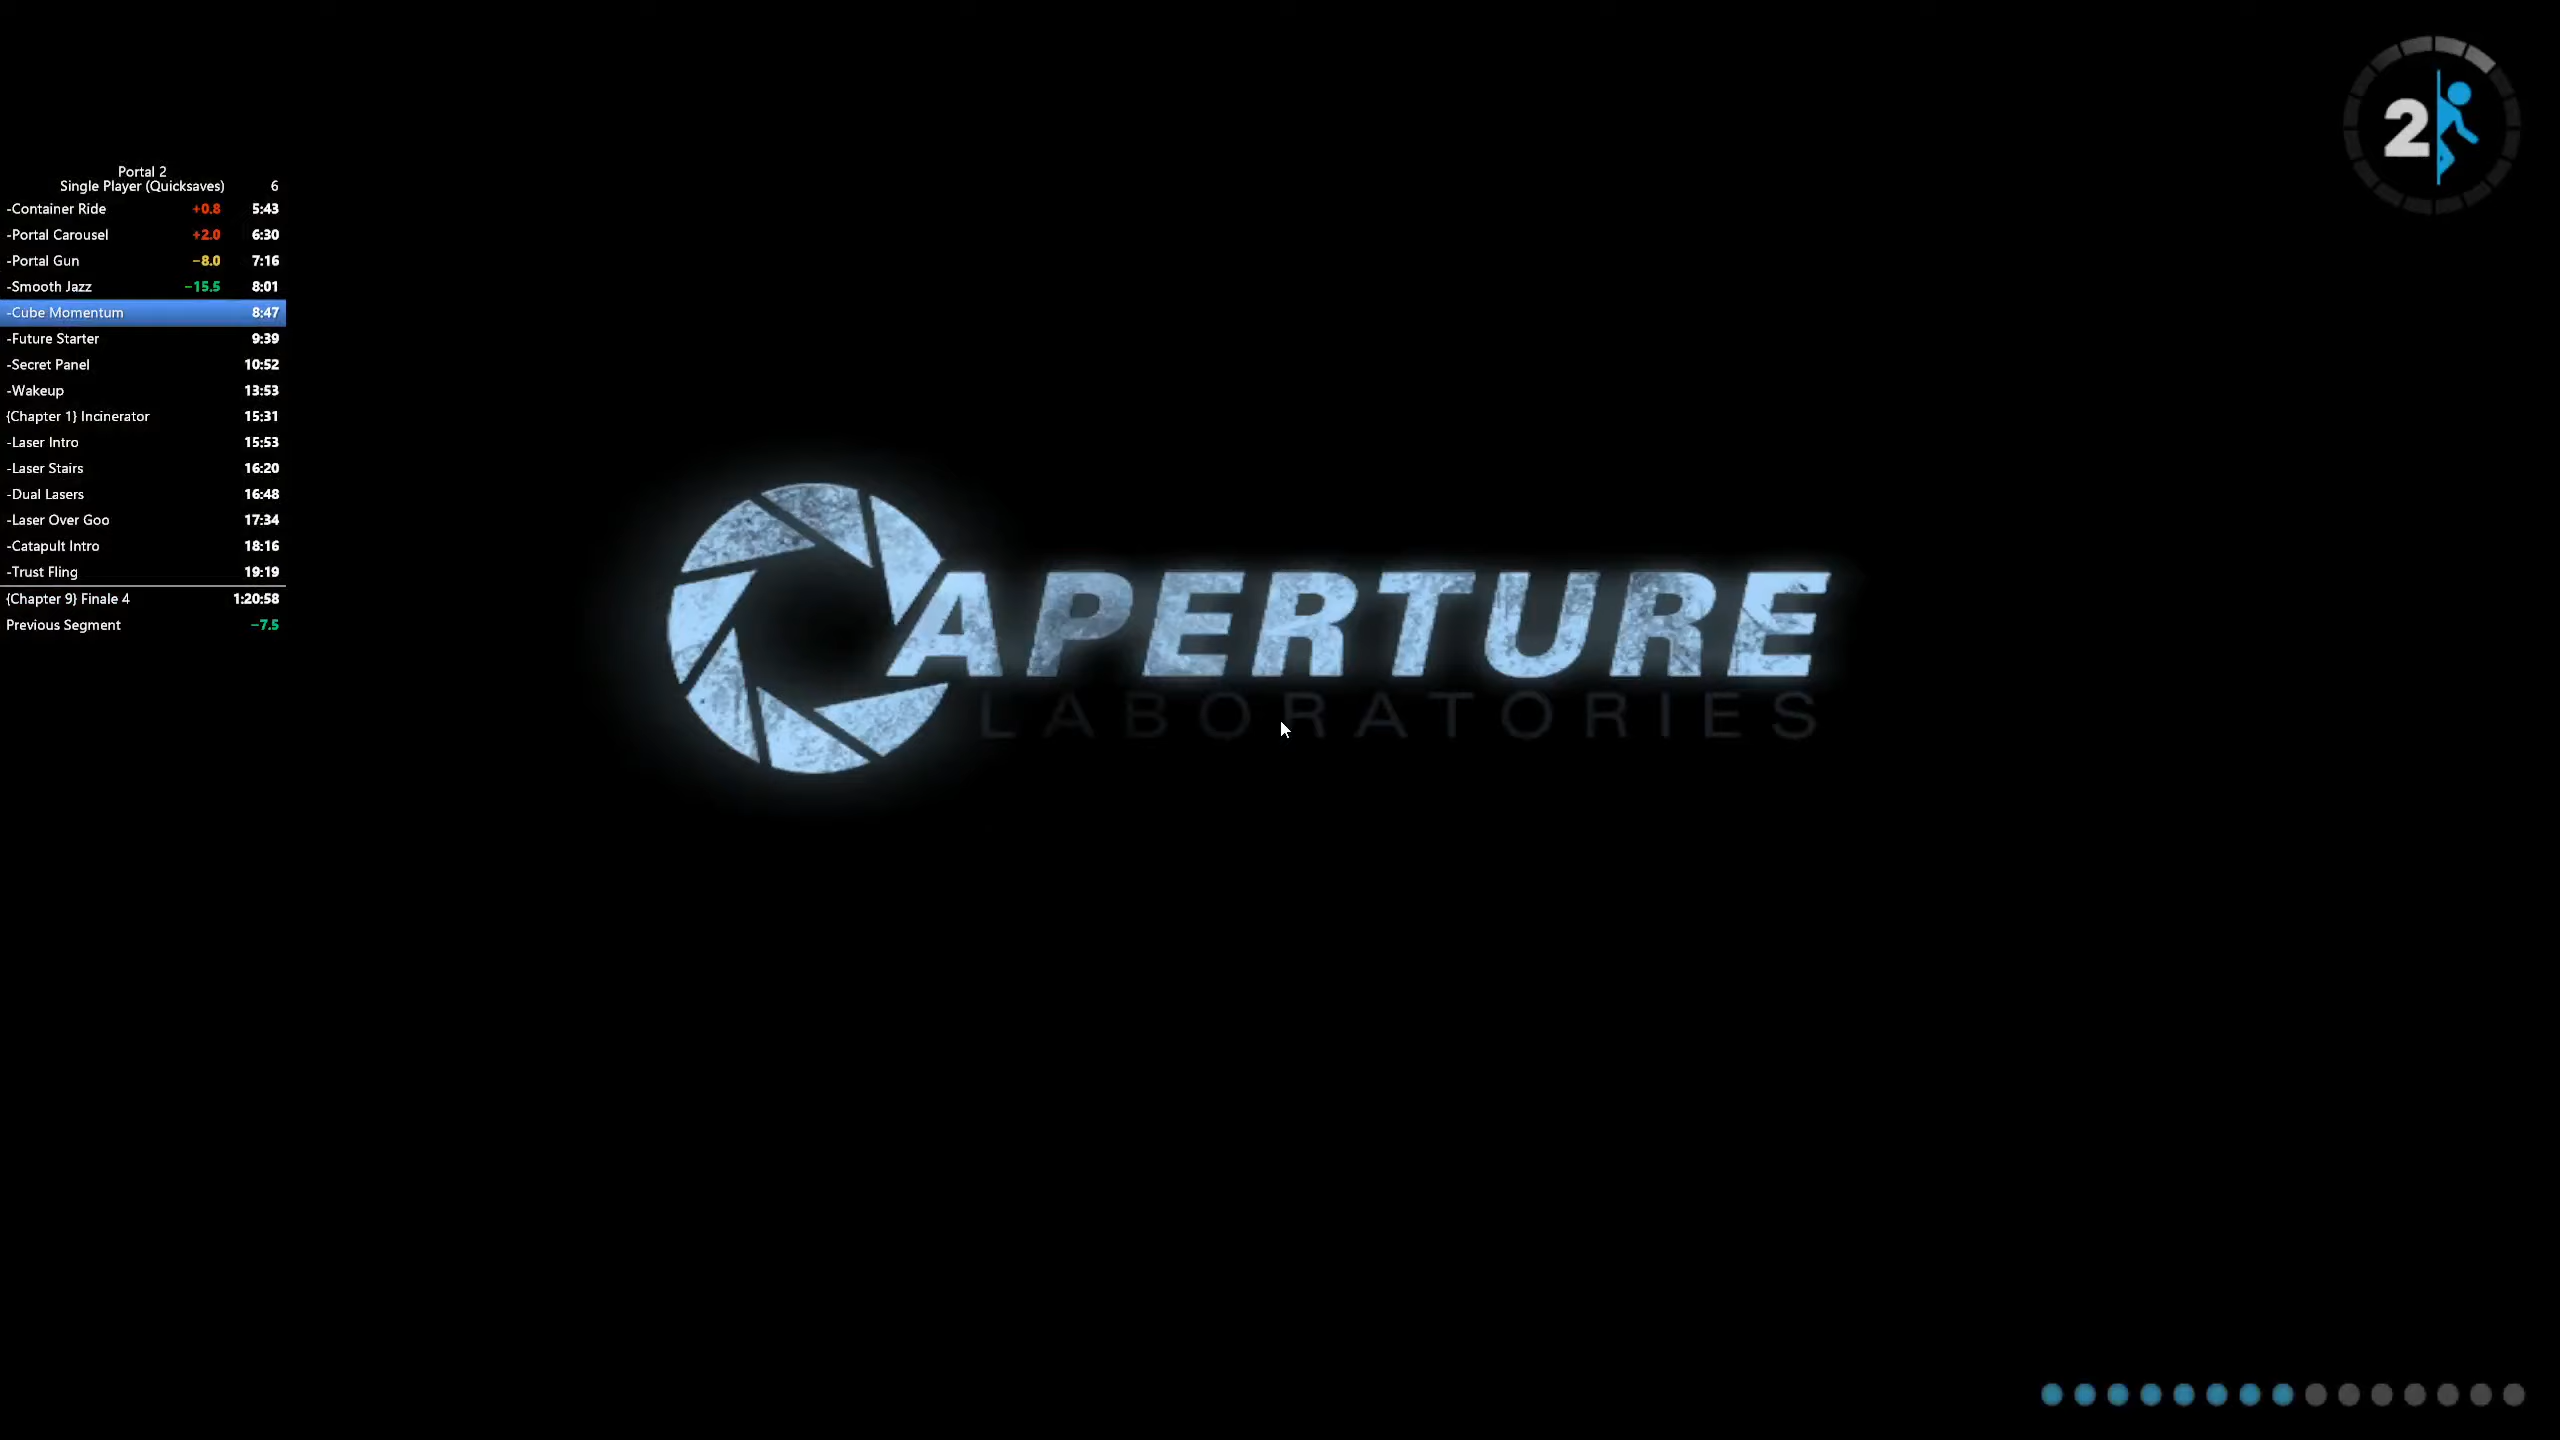 Portal 2
Single Player (Quicksaves) 6
-Container Ride +0.8 5:43
-Portal Carousel +2.0 6:30
-Portal Gun −8.0 7:16
-Smooth Jazz −15.5 8:01
-Cube Momentum 8:47
-Future Starter 9:39
-Secret Panel 10:52
-Wakeup 13:53
{Chapter 1} Incinerator 15:31
-Laser Intro 15:53
-Laser Stairs 16:20
-Dual Lasers 16:48
-Laser Over Goo 17:34
-Catapult Intro 18:16
-Trust Fling 19:19
{Chapter 9} Finale 4 1:20:58
Previous Segment −7.5
2
APERTURE
LABORATORIES